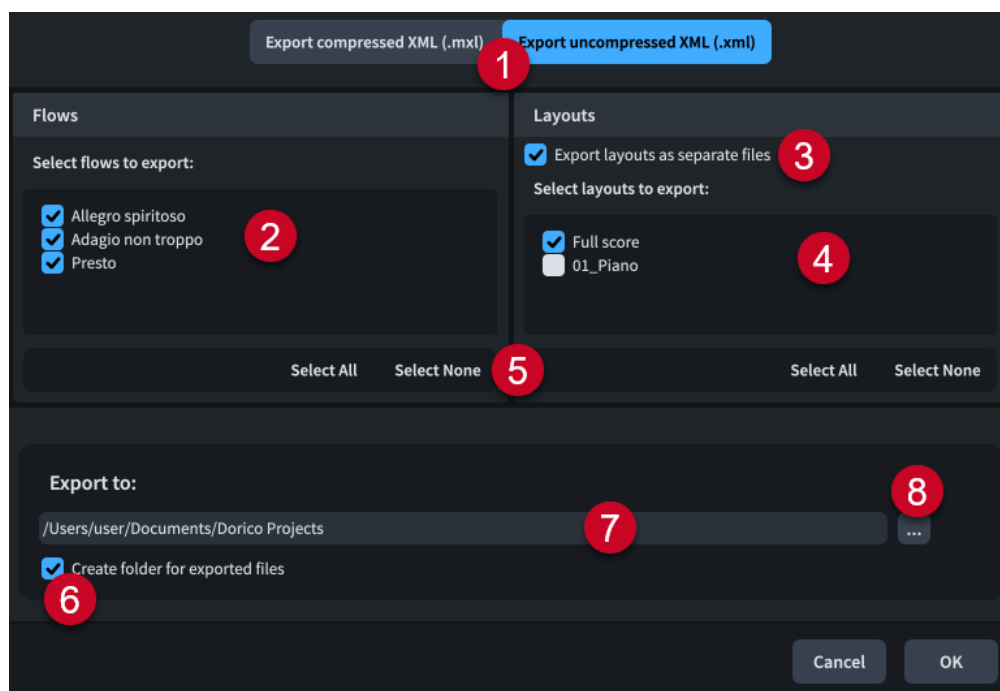 Export compressed XML (.mxl) Export uncompressed XML (.xml)
1
Flows
Select flows to export:
Allegro spiritoso
Adagio non troppo
Presto
2
Select All Select None
5
Layouts
Export layouts as separate files
3
Select layouts to export:
Full score
01_Piano
4
Select All Select None
Export to:
8
/Users/user/Documents/Dorico Projects
7
...
Create folder for exported files
6
Cancel OK